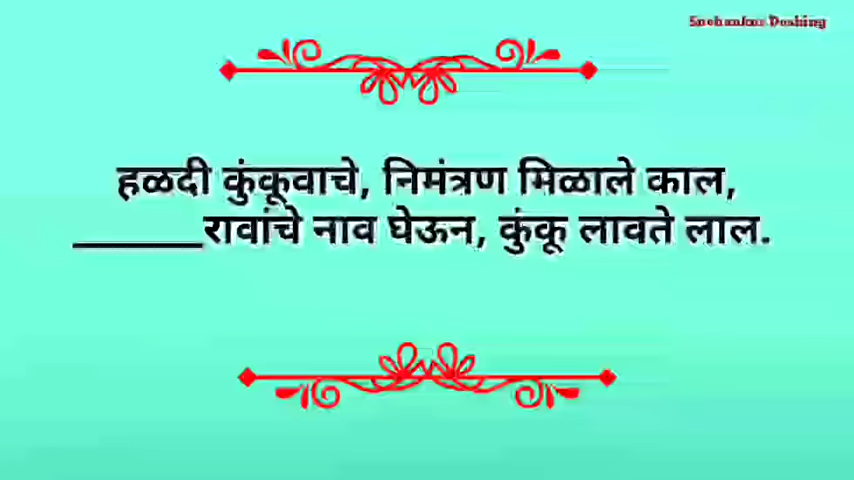 हळदी कुंकूवाचे, निमंत्रण मिळाले काल,
______रावांचे नाव घेऊन, कुंकू लावते लाल.